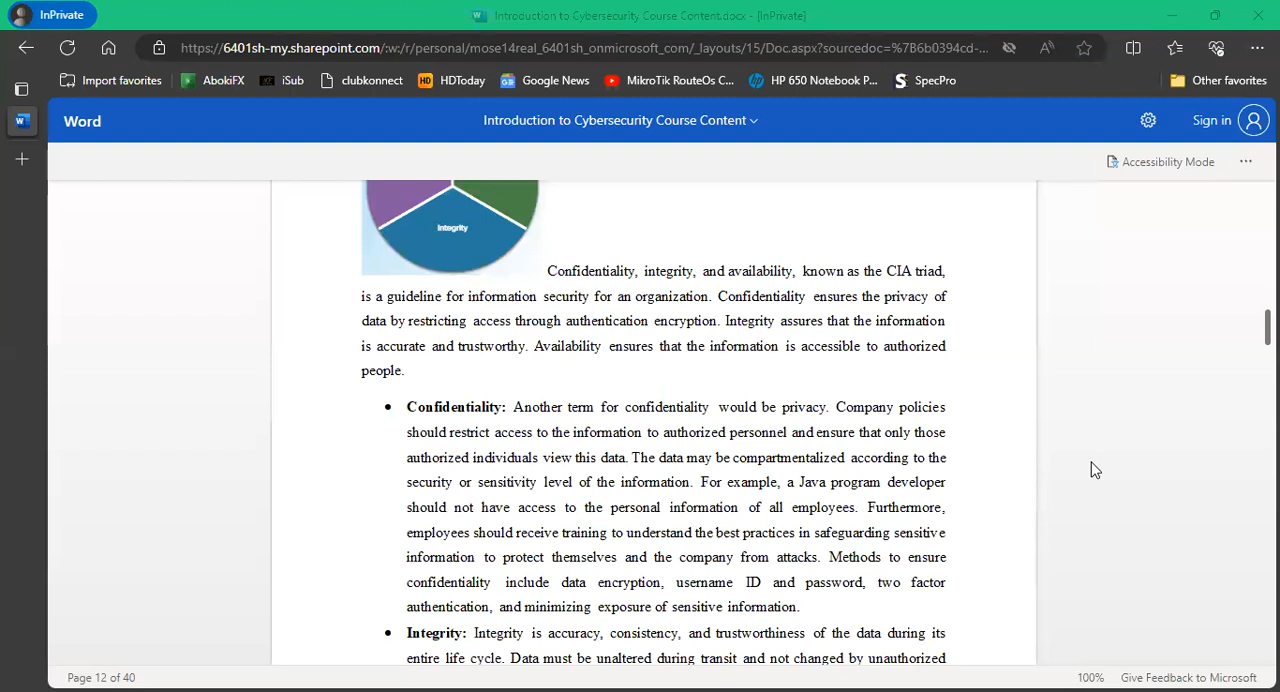 InPrivate
Introduction to Cybersecurity Course Content.docx - [InPrivate]
https://6401sh-my.sharepoint.com/:w:/r/personal/mose14real_6401sh_onmicrosoft_com/_layouts/15/Doc.aspx?sourcedoc=%7B6b0394cd-...
Import favorites
AbokiFX
iSub
clubkonnect
HD HDToday
Google News
MikroTik RouteOs C...
hp HP 650 Notebook P...
S SpecPro
Other favorites
Word
Introduction to Cybersecurity Course Content
Sign in
Accessibility Mode
Integrity
Confidentiality, integrity, and availability, known as the CIA triad,
is a guideline for information security for an organization. Confidentiality ensures the privacy of
data by restricting access through authentication encryption. Integrity assures that the information
is accurate and trustworthy. Availability ensures that the information is accessible to authorized
people.
• Confidentiality: Another term for confidentiality would be privacy. Company policies
should restrict access to the information to authorized personnel and ensure that only those
authorized individuals view this data. The data may be compartmentalized according to the
security or sensitivity level of the information. For example, a Java program developer
should not have access to the personal information of all employees. Furthermore,
employees should receive training to understand the best practices in safeguarding sensitive
information to protect themselves and the company from attacks. Methods to ensure
confidentiality include data encryption, username ID and password, two factor
authentication, and minimizing exposure of sensitive information.
• Integrity: Integrity is accuracy, consistency, and trustworthiness of the data during its
entire life cycle. Data must be unaltered during transit and not changed by unauthorized
Page 12 of 40
100%
Give Feedback to Microsoft